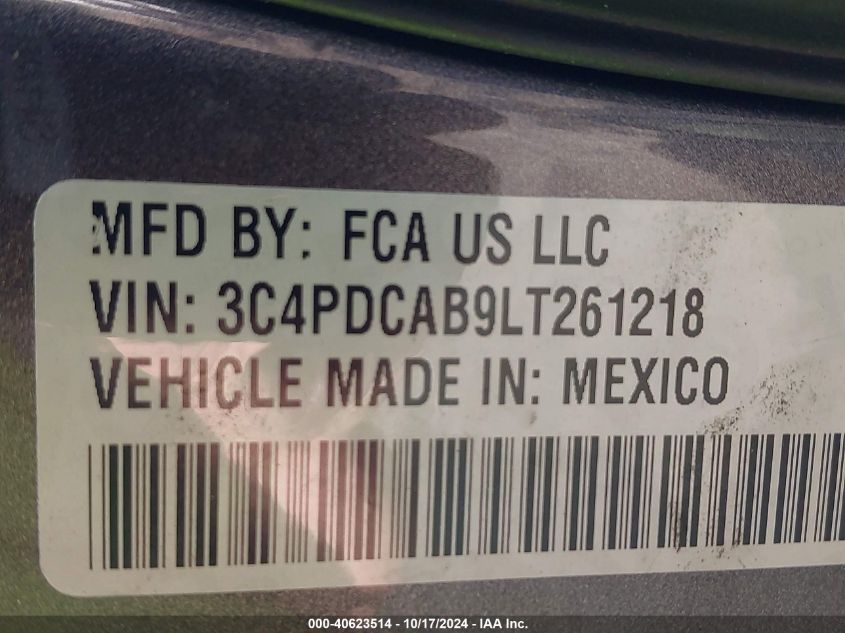 MFD BY: FCA US LLC
VIN: 3C4PDCAB9LT261218
VEHICLE MADE IN: MEXICO
000-40623514 - 10/17/2024 - IAA Inc.